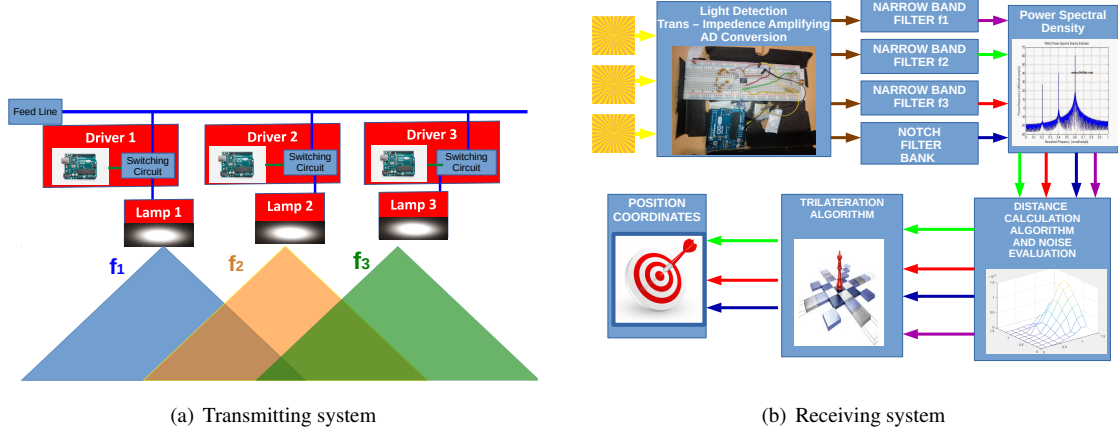 Feed Line
Driver 1
Switching
Circuit
Driver 2
Switching
Circuit
Driver 3
Switching
Circuit
Lamp 1
Lamp 2
Lamp 3
f1
f2
f3
(a) Transmitting system
Light Detection
Trans – Impedence Amplifying
AD Conversion
NARROW BAND
FILTER f1
NARROW BAND
FILTER f2
NARROW BAND
FILTER f3
NOTCH
FILTER
BANK
Power Spectral
Density
POSITION
COORDINATES
TRILATERATION
ALGORITHM
DISTANCE
CALCULATION
ALGORITHM
AND NOISE
EVALUATION
(b) Receiving system